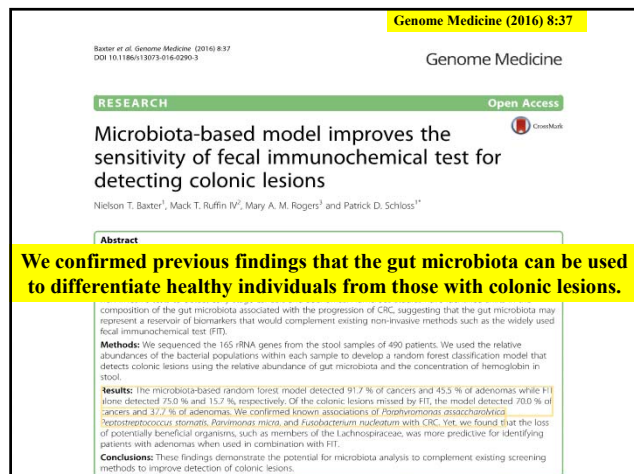 Genome Medicine (2016) 8:37
Baxter et al. Genome Medicine (2016) 8:37
DOI 10.1186/s13073-016-0290-3
Genome Medicine
RESEARCH
Open Access
CrossMark
Microbiota-based model improves the
sensitivity of fecal immunochemical test for
detecting colonic lesions
Nielson T. Baxter1, Mack T. Ruffin IV2, Mary A. M. Rogers3 and Patrick D. Schloss1*
Abstract
We confirmed previous findings that the gut microbiota can be used
to differentiate healthy individuals from those with colonic lesions.
composition of the gut microbiota associated with the progression of CRC, suggesting that the gut microbiota may
represent a reservoir of biomarkers that would complement existing non-invasive methods such as the widely used
fecal immunochemical test (FIT).
Methods: We sequenced the 16S rRNA genes from the stool samples of 490 patients. We used the relative
abundances of the bacterial populations within each sample to develop a random forest classification model that
detects colonic lesions using the relative abundance of gut microbiota and the concentration of hemoglobin in
stool.
Results: The microbiota-based random forest model detected 91.7 % of cancers and 45.5 % of adenomas while FIT
alone detected 75.0 % and 15.7 %, respectively. Of the colonic lesions missed by FIT, the model detected 70.0 % of
cancers and 37.7 % of adenomas. We confirmed known associations of Porphyromonas assaccharolytica,
Peptostreptococcus stomatis, Parvimonas micra, and Fusobacterium nucleatum with CRC. Yet, we found that the loss
of potentially beneficial organisms, such as members of the Lachnospiraceae, was more predictive for identifying
patients with adenomas when used in combination with FIT.
Conclusions: These findings demonstrate the potential for microbiota analysis to complement existing screening
methods to improve detection of colonic lesions.